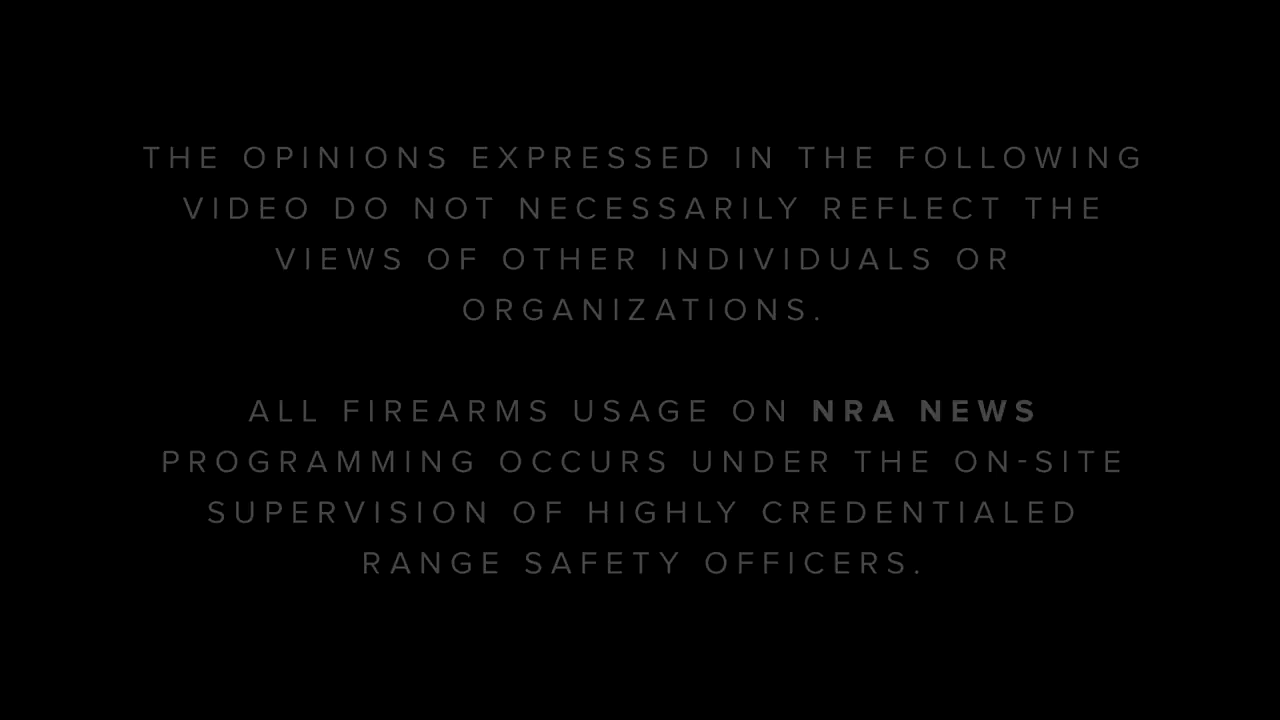 THE OPINIONS EXPRESSED IN THE FOLLOWING
VIDEO DO NOT NECESSARILY REFLECT THE
VIEWS OF OTHER INDIVIDUALS OR
ORGANIZATIONS.
ALL FIREARMS USAGE ON NRA NEWS
PROGRAMMING OCCURS UNDER THE ON-SITE
SUPERVISION OF HIGHLY CREDENTIALED
RANGE SAFETY OFFICERS.